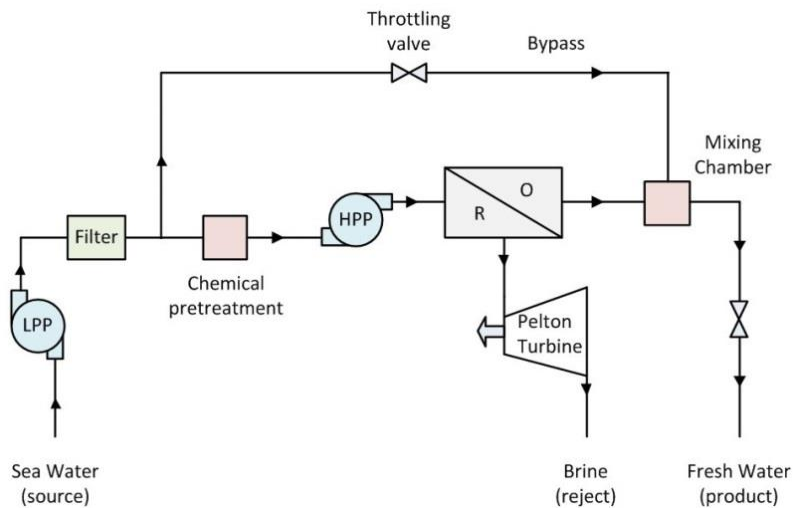 Throttling
valve
Bypass
Mixing
Chamber
Filter
HPP
R
O
Chemical
pretreatment
LPP
Pelton
Turbine
Sea Water
(source)
Brine
(reject)
Fresh Water
(product)